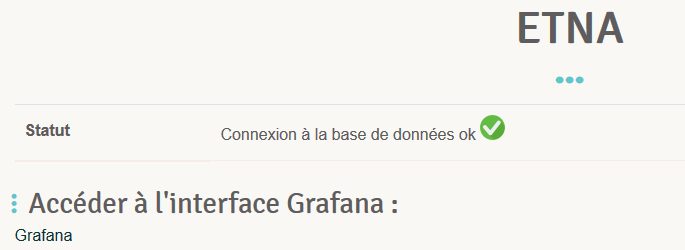 ETNA
Statut
Connexion à la base de données ok
Accéder à l'interface Grafana :
Grafana